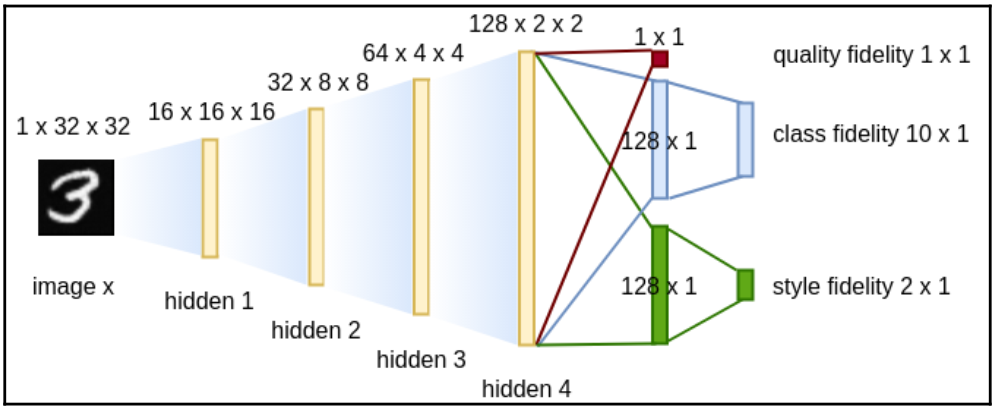 128 x 2 x 2
1 x 1
64 x 4 x 4
quality fidelity 1 x 1
32 x 8 x 8
16 x 16 x 16
1 x 32 x 32
128 x 1
class fidelity 10 x 1
3
image x
128 x 1
style fidelity 2 x 1
hidden 1
hidden 2
hidden 3
hidden 4